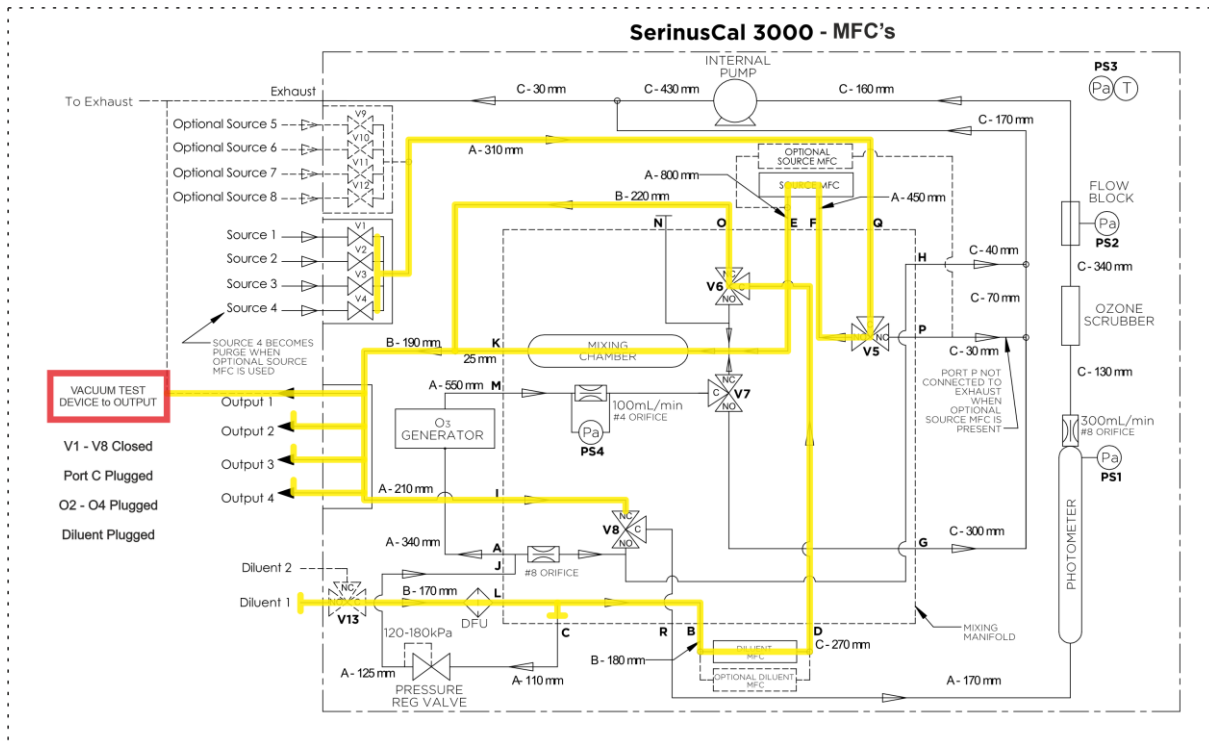 SerinusCal 3000 - MFC's
INTERNAL
PUMP
PS3
Pa
T
To Exhaust
Exhaust
C - 30 mm
C - 430 mm
C - 160 mm
C - 170 mm
Optional Source 5
Optional Source 6
Optional Source 7
Optional Source 8
V9
V10
V11
V12
A - 310 mm
OPTIONAL
SOURCE MFC
SOURCE MFC
A - 800 mm
A - 450 mm
B - 220 mm
N
O
E
F
Q
FLOW
BLOCK
Pa
PS2
Source 1
Source 2
Source 3
Source 4
V1
V2
V3
V4
H
C - 40 mm
C - 340 mm
C - 70 mm
NC
C
V6
NO
OZONE
SCRUBBER
SOURCE 4 BECOMES
PURGE WHEN
OPTIONAL SOURCE
MFC IS USED
B - 190 mm
K
25 mm
MIXING
CHAMBER
NO
C
NC
V5
P
C - 30 mm
C - 130 mm
PORT P NOT
CONNECTED TO
EXHAUST
WHEN
OPTIONAL
SOURCE MFC IS
PRESENT
VACUUM TEST
DEVICE to OUTPUT
A - 550 mm
M
NC
C
V7
NO
100mL/min
#4 ORIFICE
Pa
PS4
O3
GENERATOR
300mL/min
#8 ORIFICE
Pa
PS1
Output 1
Output 2
Output 3
Output 4
V1 - V8 Closed
Port C Plugged
O2 - O4 Plugged
Diluent Plugged
A - 210 mm
I
NC
V8
C
NO
A - 340 mm
A
J
#8 ORIFICE
G
C - 300 mm
PHOTOMETER
Diluent 2
Diluent 1
NC
NO
C
V13
B - 170 mm
L
DFU
C
R
B
D
C - 270 mm
MIXING
MANIFOLD
120-180kPa
B - 180 mm
DILUENT
MFC
OPTIONAL DILUENT
MFC
A - 125 mm
A - 110 mm
A - 170 mm
PRESSURE
REG VALVE